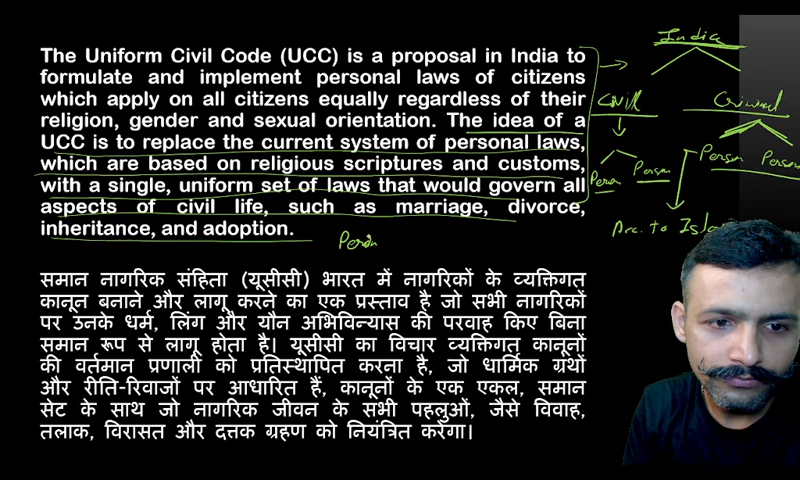 The Uniform Civil Code (UCC) is a proposal in India to
formulate and implement personal laws of citizens
which apply on all citizens equally regardless of their
religion, gender and sexual orientation. The idea of a
UCC is to replace the current system of personal laws,
which are based on religious scriptures and customs,
with a single, uniform set of laws that would govern all
aspects of civil life, such as marriage, divorce,
inheritance, and adoption.
समान नागरिक संहिता (यूसीसी) भारत में नागरिकों के व्यक्तिगत
कानून बनाने और लागू करने का एक प्रस्ताव है जो सभी नागरिकों
पर उनके धर्म, लिंग और यौन अभिविन्यास की परवाह किए बिना
समान रूप से लागू होता है। यूसीसी का विचार व्यक्तिगत कानूनों
की वर्तमान प्रणाली को प्रतिस्थापित करना है, जो धार्मिक ग्रंथों
और रीति-रिवाजों पर आधारित हैं, कानूनों के एक एकल, समान
सेट के साथ जो नागरिक जीवन के सभी पहलुओं, जैसे विवाह,
तलाक, विरासत और दत्तक ग्रहण को नियंत्रित करेगा।
India
Civil
Criminal
Person
Person
Person
Acc. to